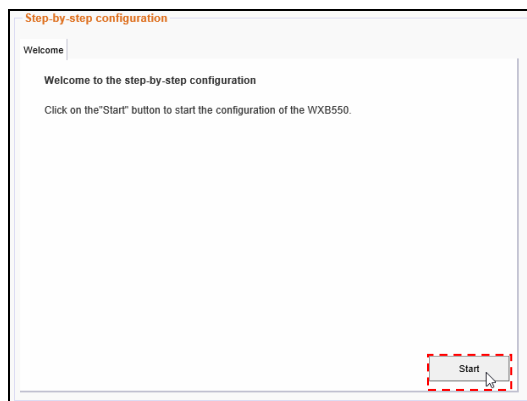 Step-by-step configuration
Welcome
Welcome to the step-by-step configuration
Click on the"Start" button to start the configuration of the WXB550.
Start